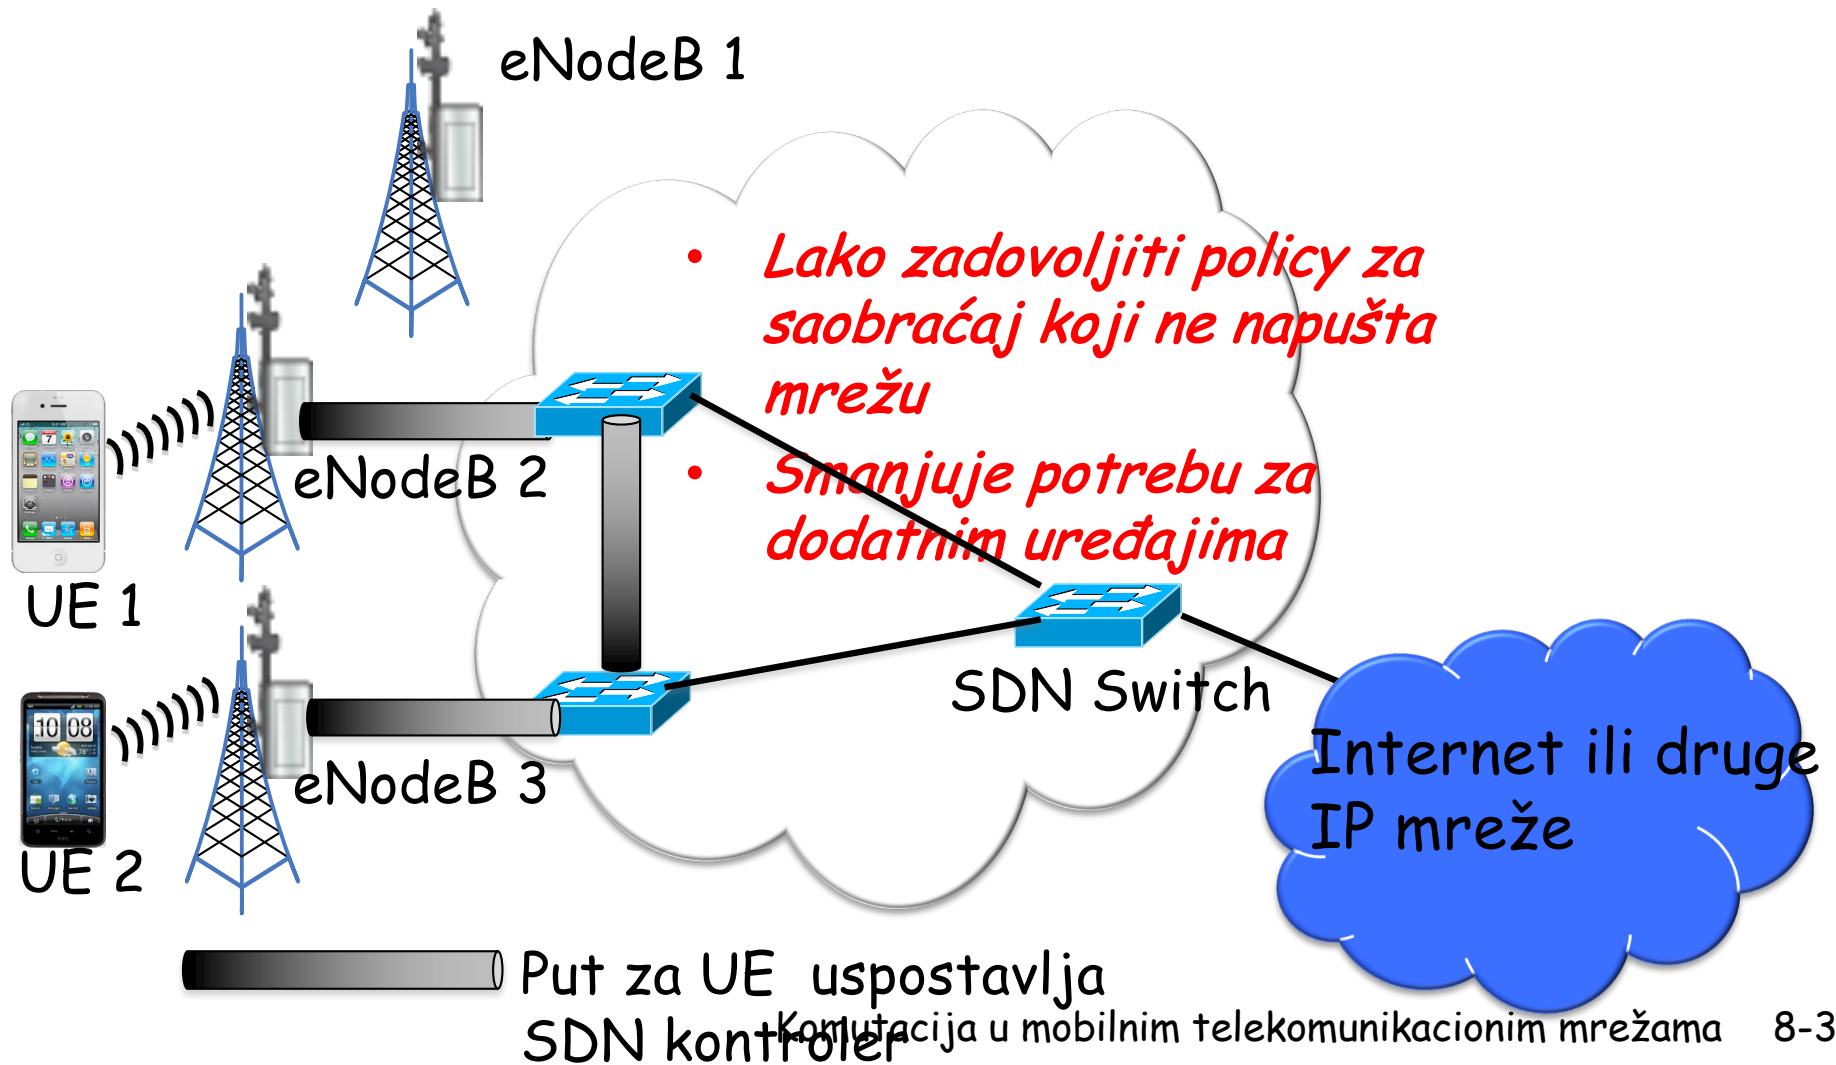 eNodeB 1
• Lako zadovoljiti policy za
saobraćaj koji ne napušta
mrežu
• Smanjuje potrebu za
dodatnim uređajima
eNodeB 2
UE 1
SDN Switch
eNodeB 3
UE 2
Internet ili druge
IP mreže
10 08
Put za UE uspostavlja
SDN kontroler
Komutacija u mobilnim telekomunikacionim mrežama 8-3